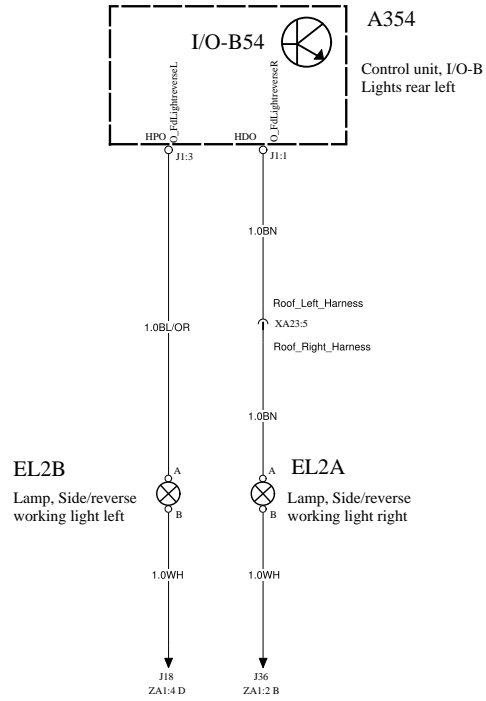 A354
I/O-B54
Control unit, I/O-B
Lights rear left
O_FdLightreverseL
O_FdLightreverseR
HPO
HDO
J1:3
J1:1
1.0BN
Roof_Left_Harness
XA23:5
1.0BL/OR
Roof_Right_Harness
1.0BN
EL2B
A
A
EL2A
Lamp, Side/reverse
working light left
Lamp, Side/reverse
working light right
B
B
1.0WH
1.0WH
J18
J36
ZA1:4 D
ZA1:2 B